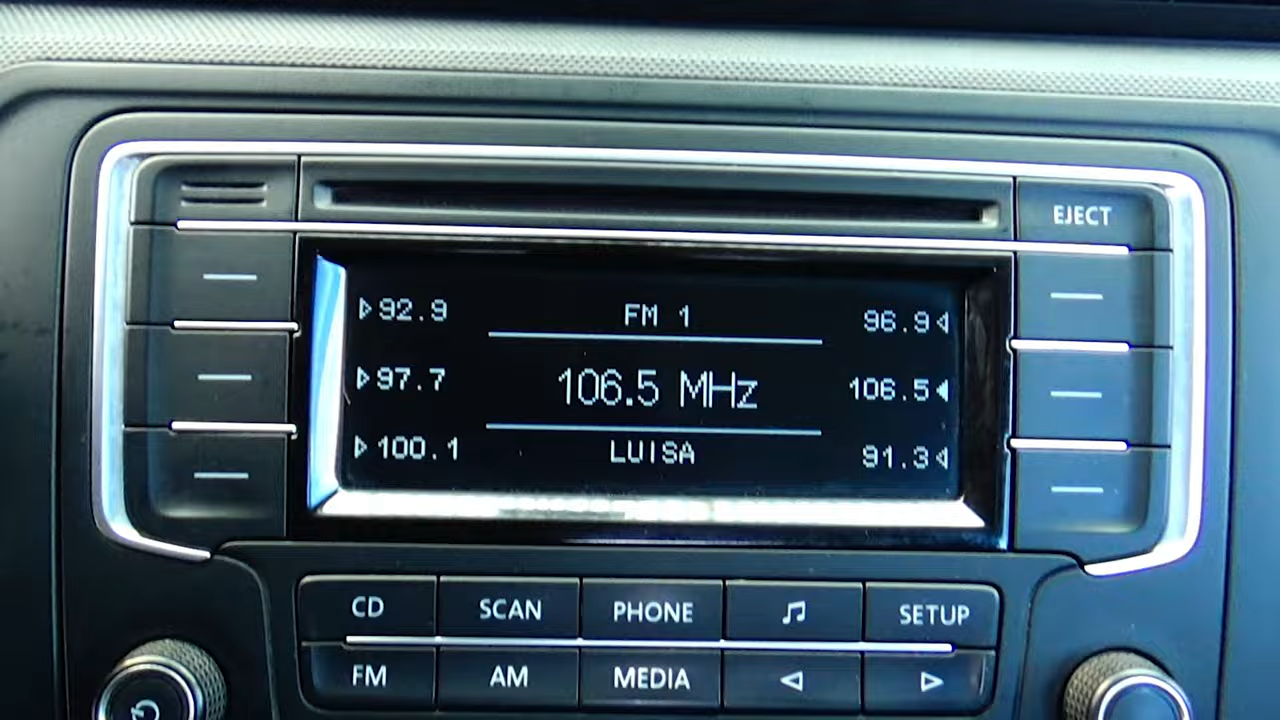 EJECT
92.9 FM 1 96.9
97.7 106.5 MHz 106.5
100.1 LUISA 91.3
CD SCAN PHONE SETUP
FM AM MEDIA